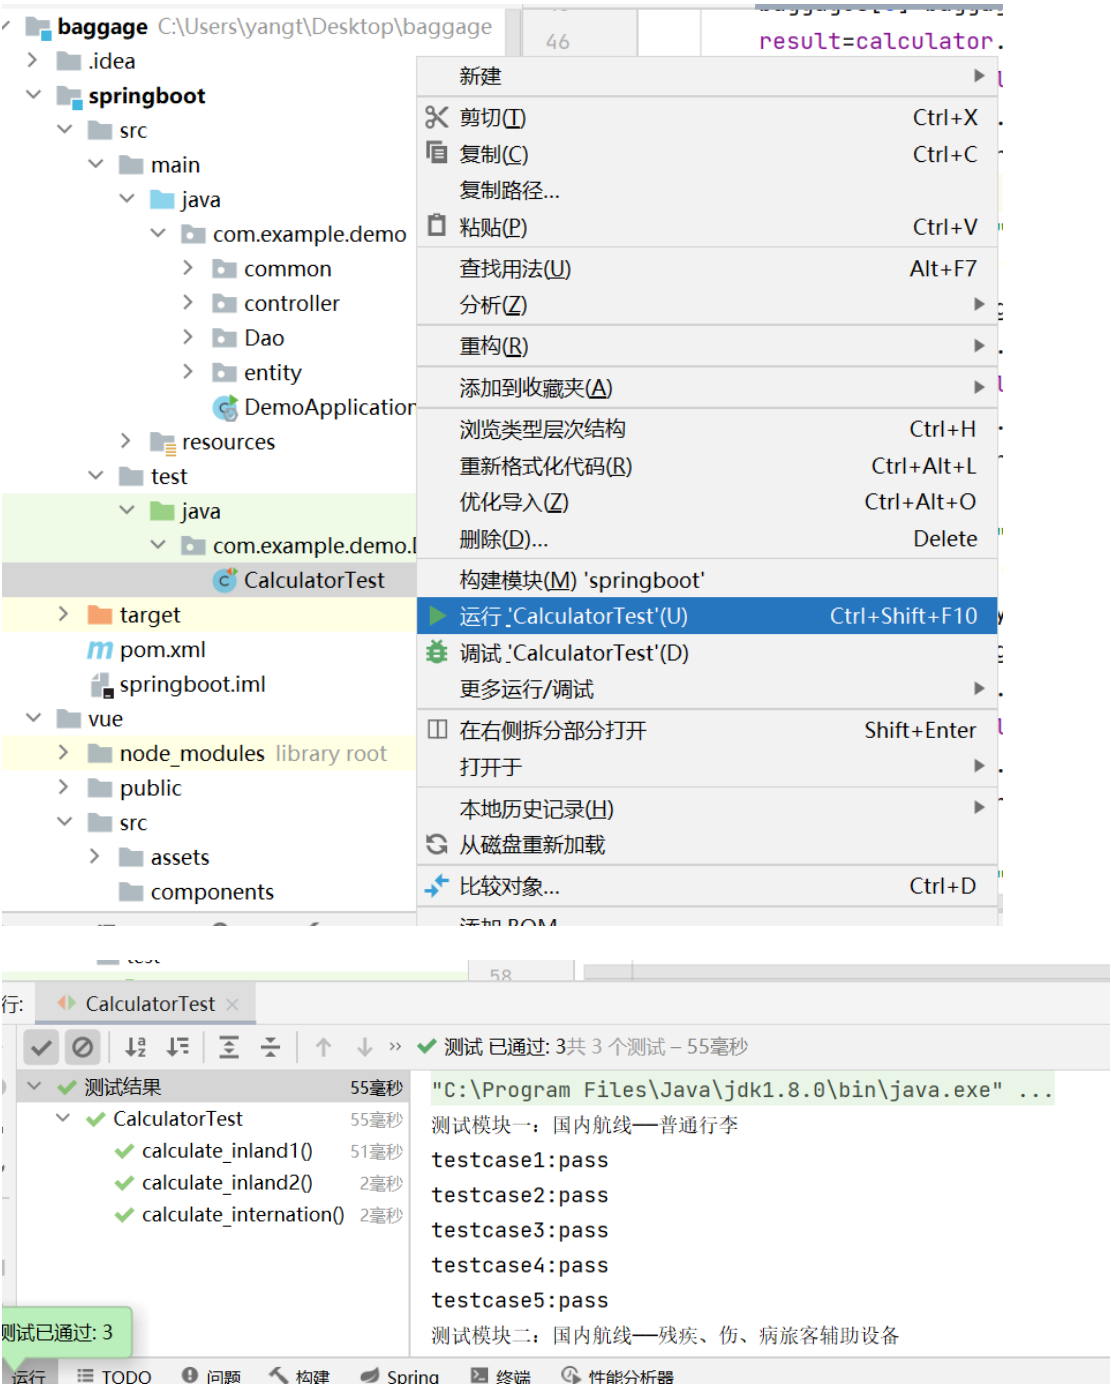 baggage C:\Users\yangt\Desktop\baggage
46
result=calculator.
.idea
springboot
src
main
java
com.example.demo
common
controller
Dao
entity
DemoApplication
resources
test
java
com.example.demo.
CalculatorTest
target
pom.xml
springboot.iml
vue
node_modules library root
public
src
assets
components
新建
剪切(T) Ctrl+X
复制(C) Ctrl+C
复制路径...
粘贴(P) Ctrl+V
查找用法(U) Alt+F7
分析(Z)
重构(R)
添加到收藏夹(A)
浏览类型层次结构 Ctrl+H
重新格式化代码(R) Ctrl+Alt+L
优化导入(Z) Ctrl+Alt+O
删除(D)... Delete
构建模块(M) 'springboot'
运行 'CalculatorTest'(U) Ctrl+Shift+F10
调试 'CalculatorTest'(D)
更多运行/调试
在右侧拆分部分打开 Shift+Enter
打开于
本地历史记录(H)
从磁盘重新加载
比较对象... Ctrl+D
添加 BOM
test
58
行: CalculatorTest
测试 已通过: 3共 3 个测试 – 55毫秒
测试结果 55毫秒
CalculatorTest 55毫秒
calculate_inland1() 51毫秒
calculate_inland2() 2毫秒
calculate_internation() 2毫秒
"C:\Program Files\Java\jdk1.8.0\bin\java.exe" ...
测试模块一：国内航线——普通行李
testcase1:pass
testcase2:pass
testcase3:pass
testcase4:pass
testcase5:pass
测试模块二：国内航线——残疾、伤、病旅客辅助设备
测试已通过: 3
运行 TODO 问题 构建 Spring 终端 性能分析器